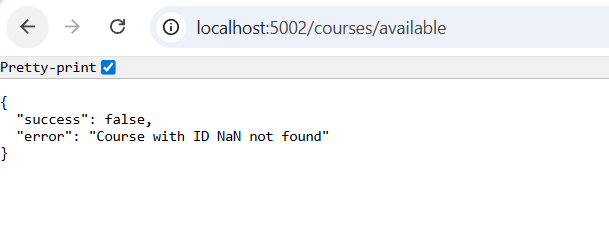 localhost:5002/courses/available
Pretty-print
{
  "success": false,
  "error": "Course with ID NaN not found"
}